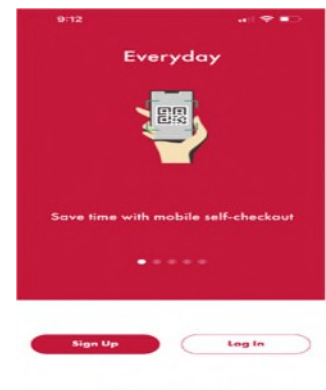 9:12
Everyday
Save time with mobile self-checkout
Sign Up
Log In